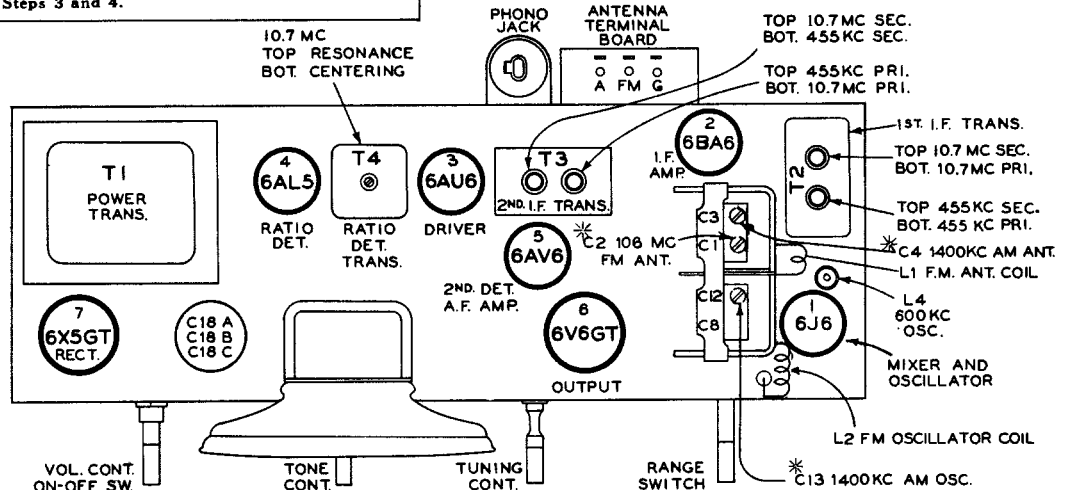 Steps 3 and 4.
10.7 MC
TOP RESONANCE
BOT. CENTERING
PHONO
JACK
ANTENNA
TERMINAL
BOARD
A FM G
TOP 10.7MC SEC.
BOT. 455KC SEC.
TOP 455KC PRI.
BOT. 10.7MC PRI.
T1
POWER
TRANS.
4
6AL5
RATIO
DET.
T4
RATIO
DET.
TRANS.
3
6AU6
DRIVER
T3
2ND. I.F. TRANS.
I.F.
AMP.
2
6BA6
T2
1ST. I.F. TRANS.
TOP 10.7MC SEC.
BOT. 10.7MC PRI.
TOP 455KC SEC.
BOT. 455 KC PRI.
5
6AV6
2ND. DET.
A.F. AMP.
*C2 106 MC
FM ANT.
C3
C1
C12
C8
*C4 1400KC AM ANT.
L1 F.M. ANT. COIL
L4
600 KC
OSC.
7
6X5GT
RECT.
C18 A
C18 B
C18 C
6
6V6GT
OUTPUT
1
6J6
MIXER AND
OSCILLATOR
L2 FM OSCILLATOR COIL
VOL. CONT.
ON-OFF SW.
TONE
CONT.
TUNING
CONT.
RANGE
SWITCH
*C13 1400KC AM OSC.